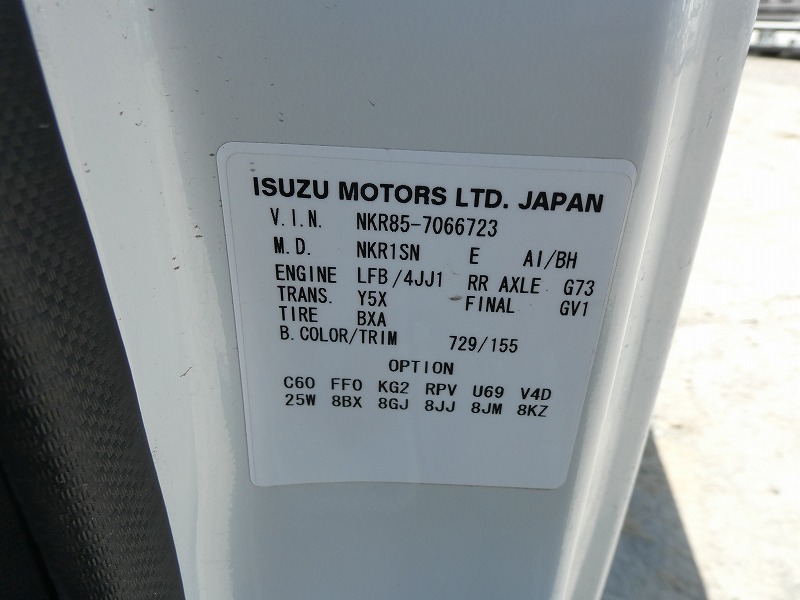 ISUZU MOTORS LTD. JAPAN
V.I.N. NKR85-7066723
M.D. NKR1SN E AI/BH
ENGINE LFB/4JJ1 RR AXLE G73
TRANS. Y5X FINAL GV1
TIRE BXA
B.COLOR/TRIM 729/155
OPTION
C60 FF0 KG2 RPV U69 V4D
25W 8BX 8GJ 8JJ 8JM 8KZ